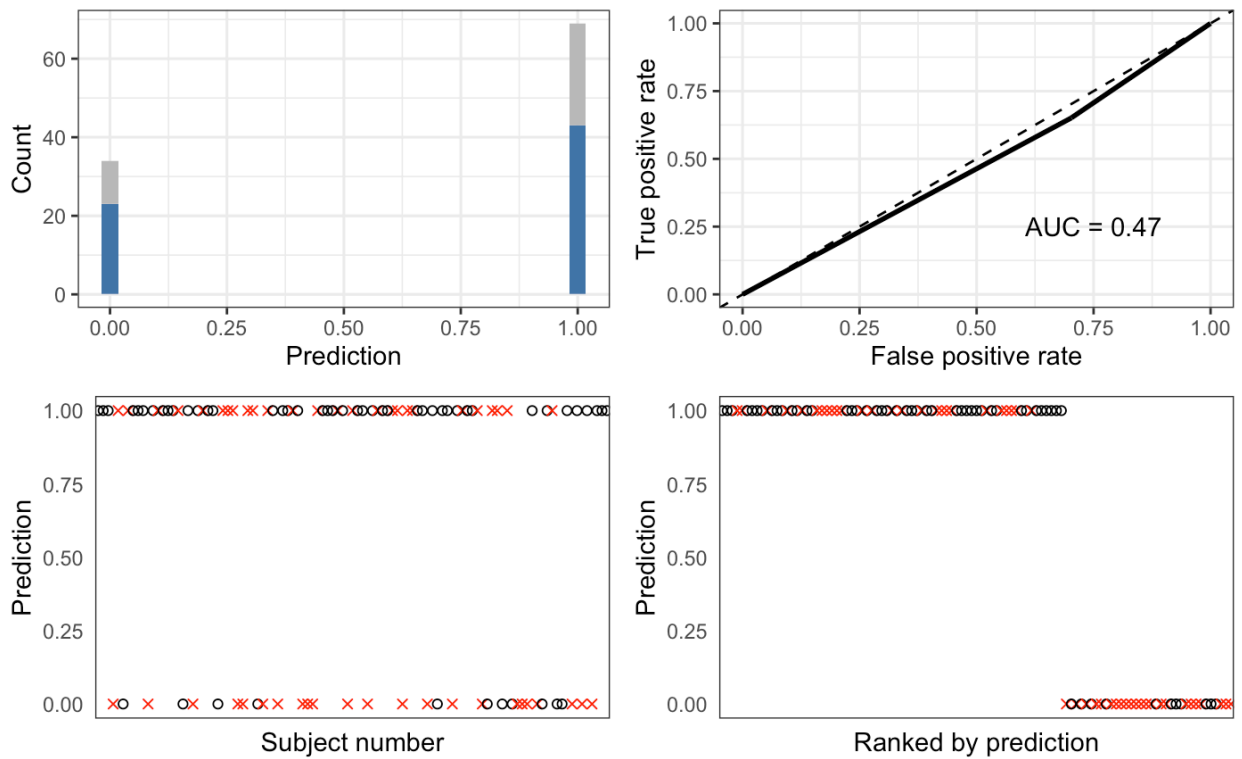 Count
60
40
20
0
0.00 0.25 0.50 0.75 1.00
Prediction
True positive rate
1.00
0.75
0.50
0.25
0.00
AUC = 0.47
0.00 0.25 0.50 0.75 1.00
False positive rate
Prediction
1.00
0.75
0.50
0.25
0.00
Subject number
Prediction
1.00
0.75
0.50
0.25
0.00
Ranked by prediction